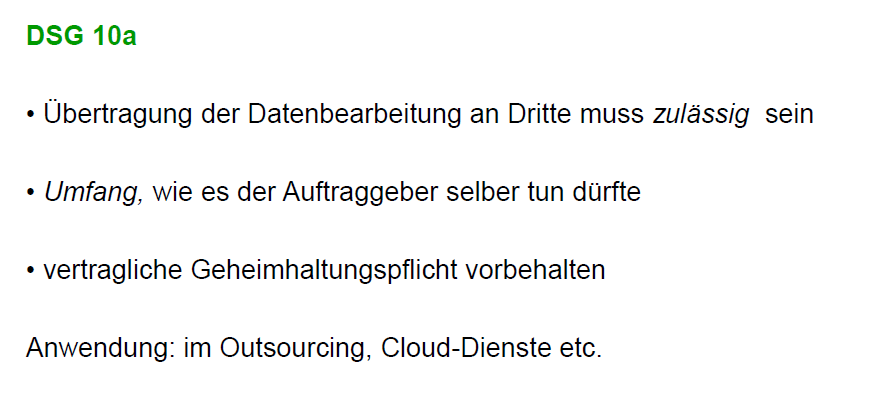 DSG 10a
• Übertragung der Datenbearbeitung an Dritte muss zulässig sein
• Umfang, wie es der Auftraggeber selber tun dürfte
• vertragliche Geheimhaltungspflicht vorbehalten
Anwendung: im Outsourcing, Cloud-Dienste etc.